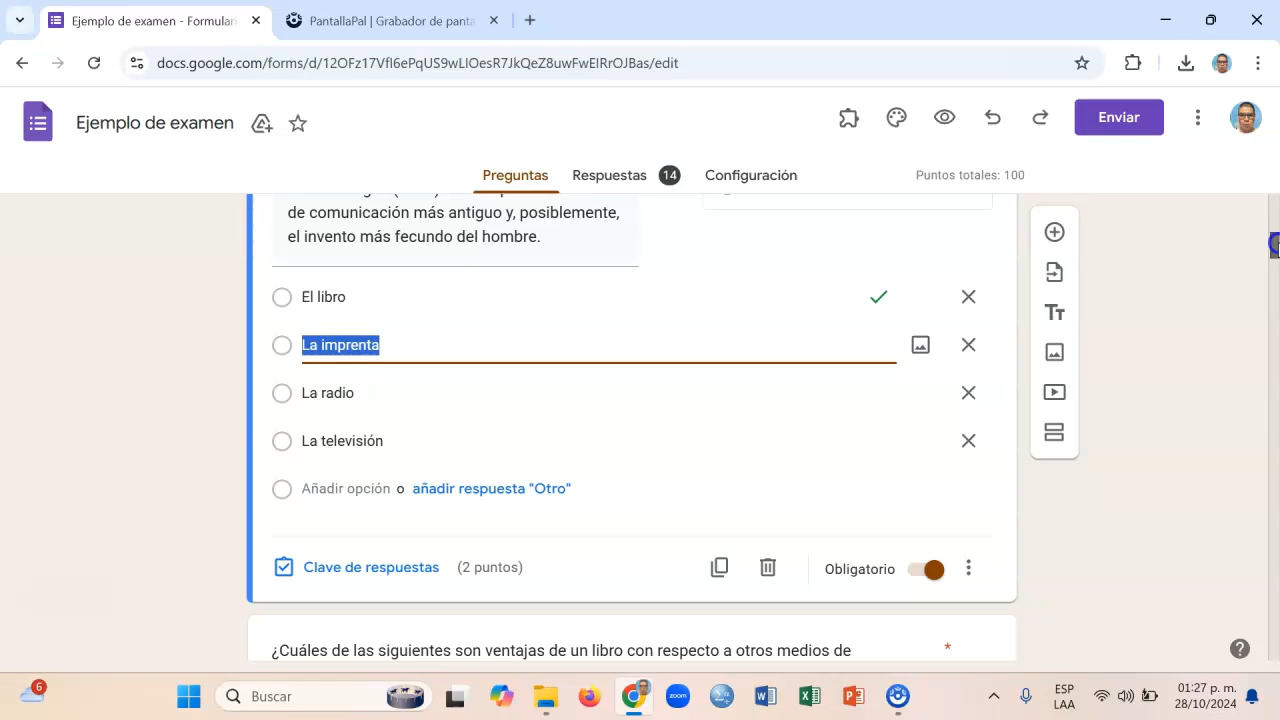 Ejemplo de examen - Formular
PantallaPal | Grabador de panta
docs.google.com/forms/d/12OFz17Vfl6ePqUS9wLlOesR7JkQeZ8uwFwElRrOJBas/edit
Ejemplo de examen
Enviar
Preguntas
Respuestas 14
Configuración
Puntos totales: 100
de comunicación más antiguo y, posiblemente,
el invento más fecundo del hombre.
El libro
La imprenta
La radio
La televisión
Añadir opción o añadir respuesta "Otro"
Clave de respuestas (2 puntos)
Obligatorio
¿Cuáles de las siguientes son ventajas de un libro con respecto a otros medios de *
6
Buscar
zoom
ESP
LAA
01:27 p. m.
28/10/2024